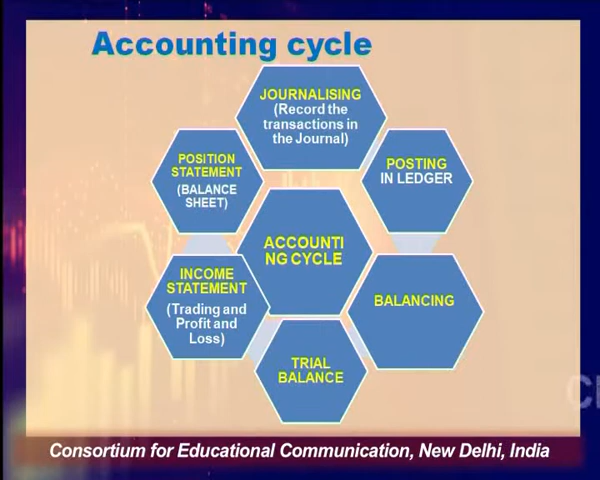 Accounting cycle
JOURNALISING
(Record the
transactions in
the Journal)
POSTING
IN LEDGER
BALANCING
TRIAL
BALANCE
INCOME
STATEMENT
(Trading and
Profit and
Loss)
POSITION
STATEMENT
(BALANCE
SHEET)
ACCOUNTI
NG CYCLE
Consortium for Educational Communication, New Delhi, India